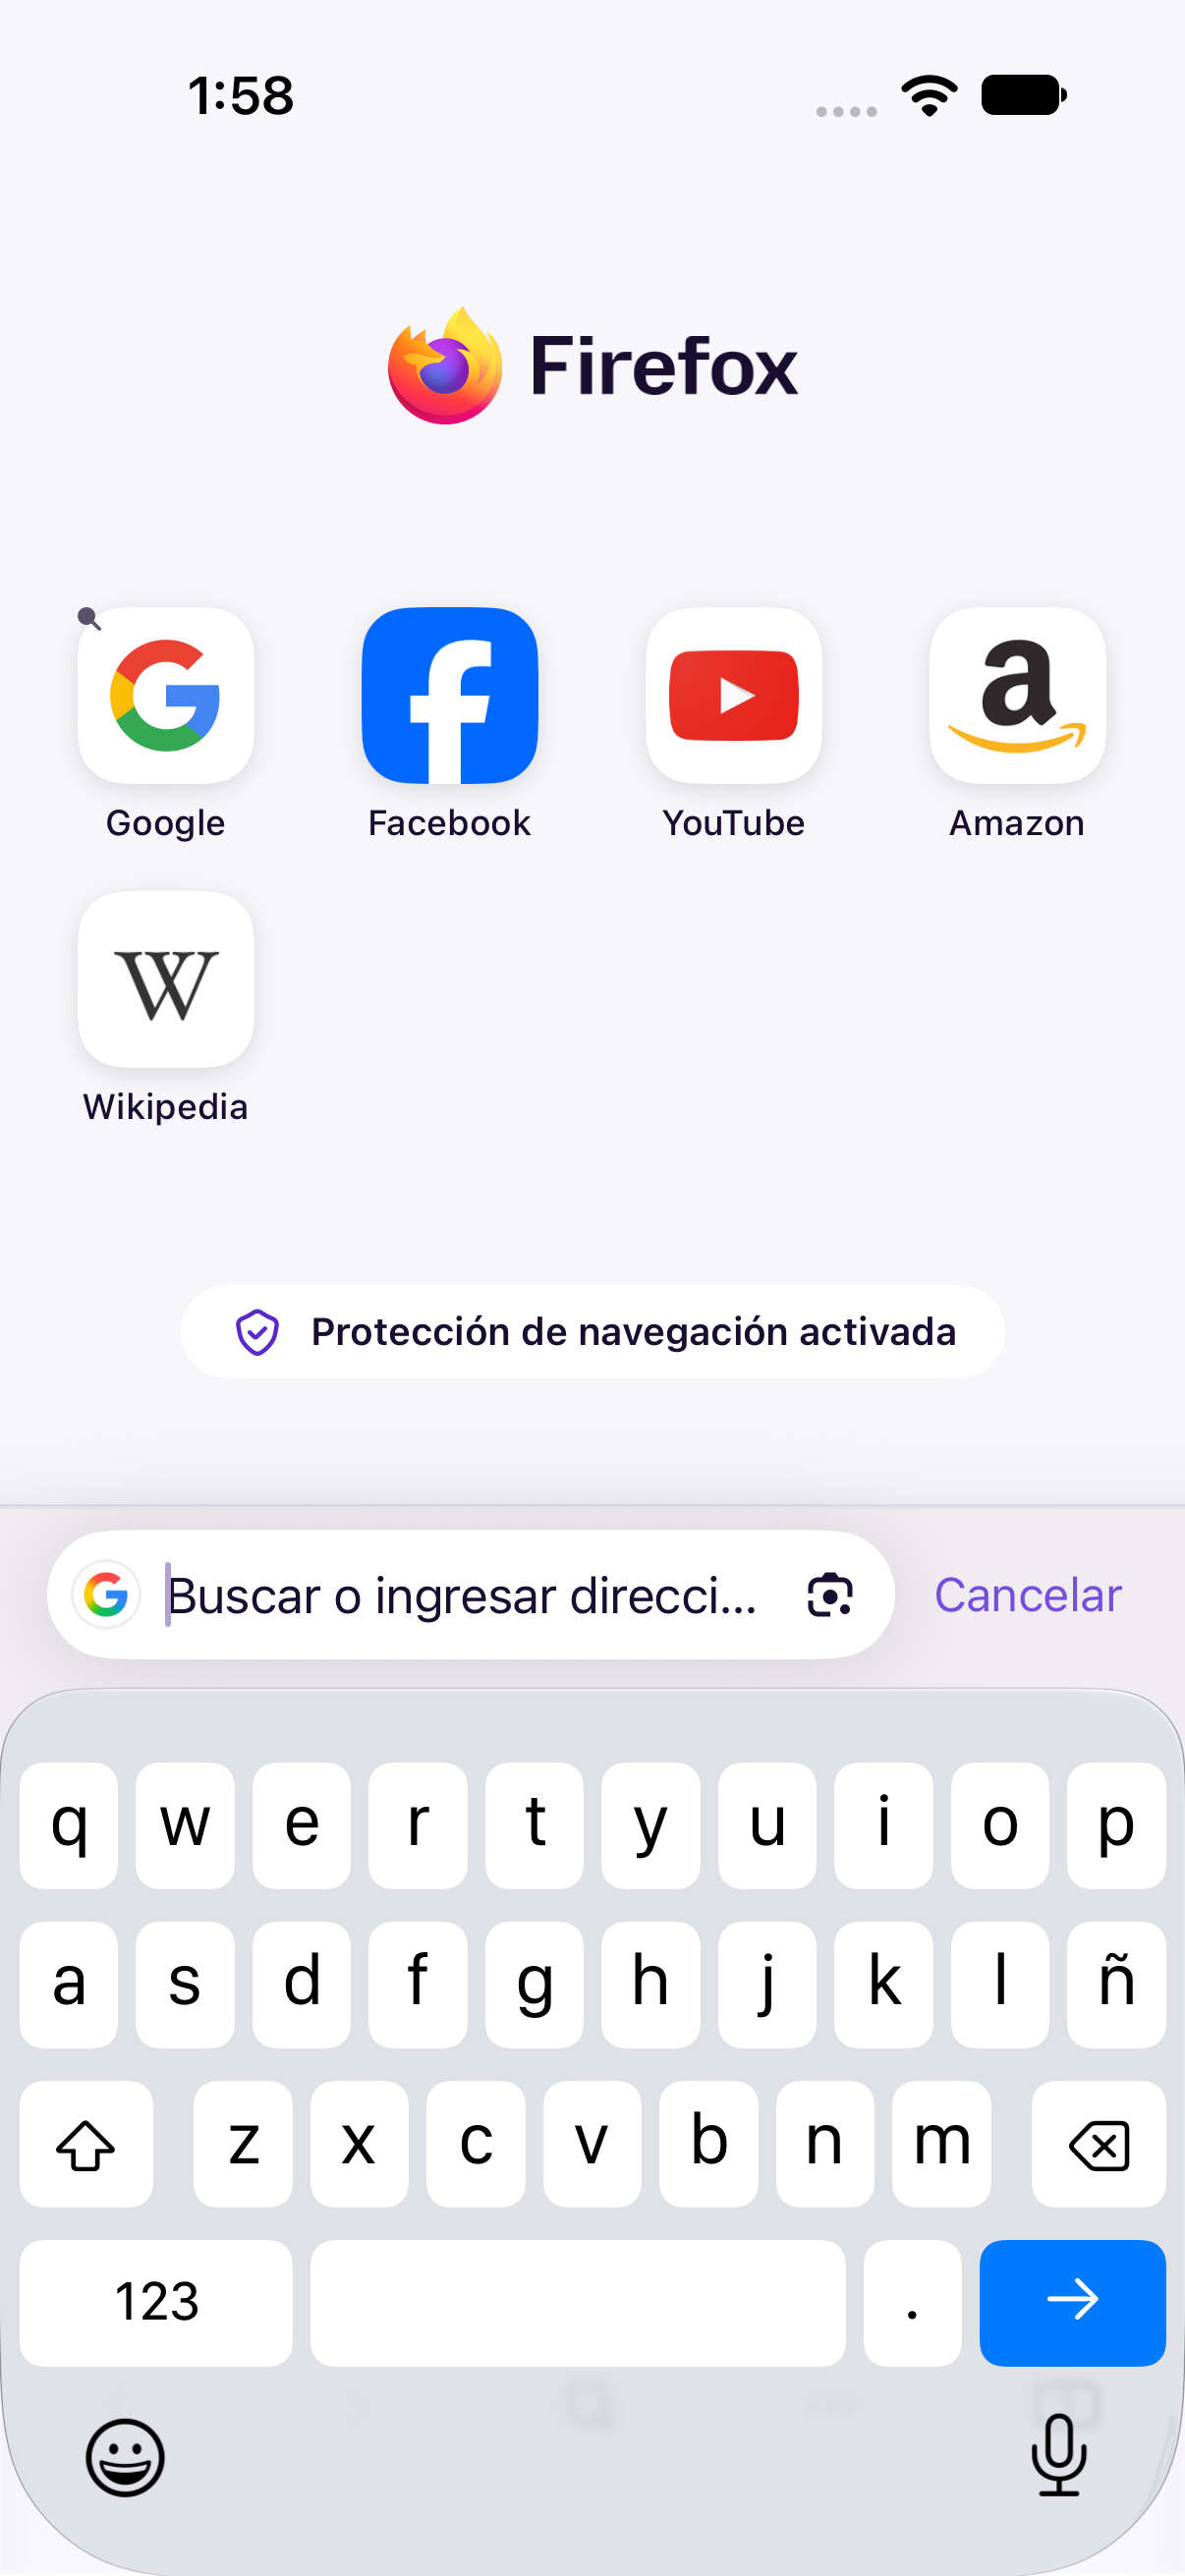 1:58
Firefox
Google
Facebook
YouTube
Amazon
Wikipedia
Protección de navegación activada
Buscar o ingresar direcci...
Cancelar
q w e r t y u i o p
a s d f g h j k l ñ
z x c v b n m
123 .